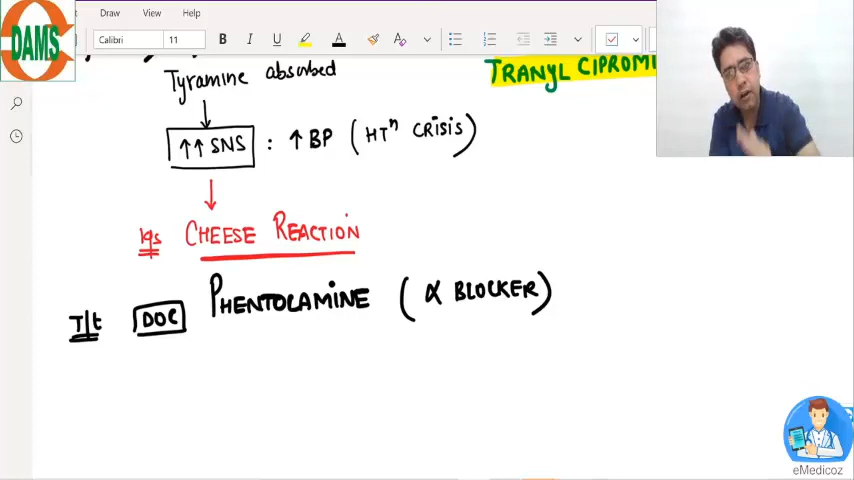 DAMS
Draw View Help
Calibri 11 B I U A
Tyramine absorbed
TRANYL CIPROMI
↓
↑↑ SNS : ↑ BP (HTn CRISIS)
↓
1qs CHEESE REACTION
T/t DOC PHENTOLAMINE (α BLOCKER)
eMedicoz